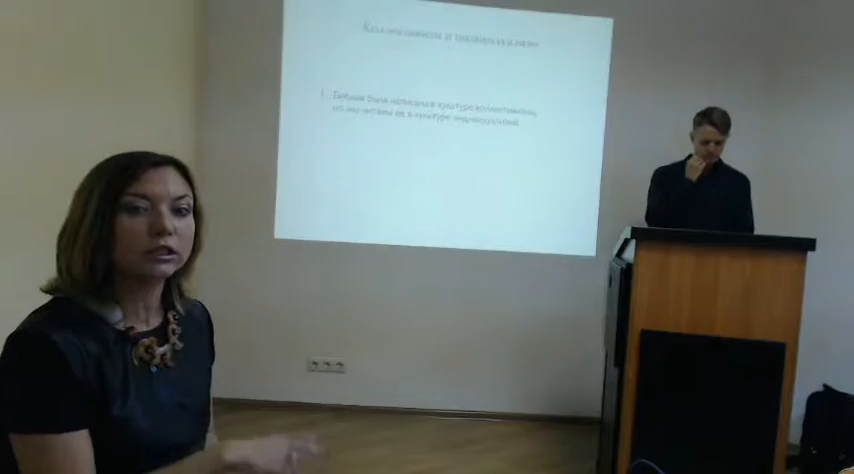 Коллективизм и индивидуализм
1. Библия была написана в культуре коллективизма,
но мы читаем ее в культуре индивидуализма.